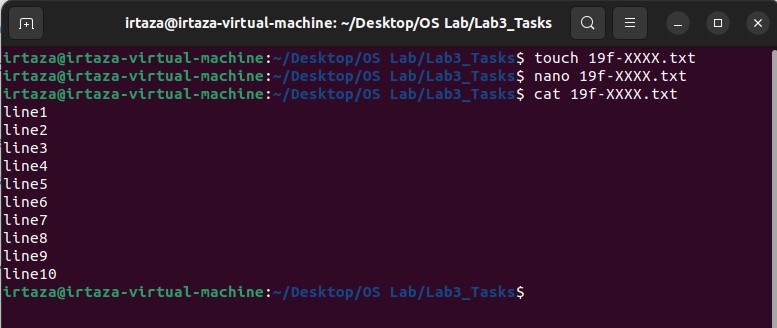 irtaza@irtaza-virtual-machine: ~/Desktop/OS Lab/Lab3_Tasks
irtaza@irtaza-virtual-machine:~/Desktop/OS Lab/Lab3_Tasks$ touch 19f-XXXX.txt
irtaza@irtaza-virtual-machine:~/Desktop/OS Lab/Lab3_Tasks$ nano 19f-XXXX.txt
irtaza@irtaza-virtual-machine:~/Desktop/OS Lab/Lab3_Tasks$ cat 19f-XXXX.txt
line1
line2
line3
line4
line5
line6
line7
line8
line9
line10
irtaza@irtaza-virtual-machine:~/Desktop/OS Lab/Lab3_Tasks$